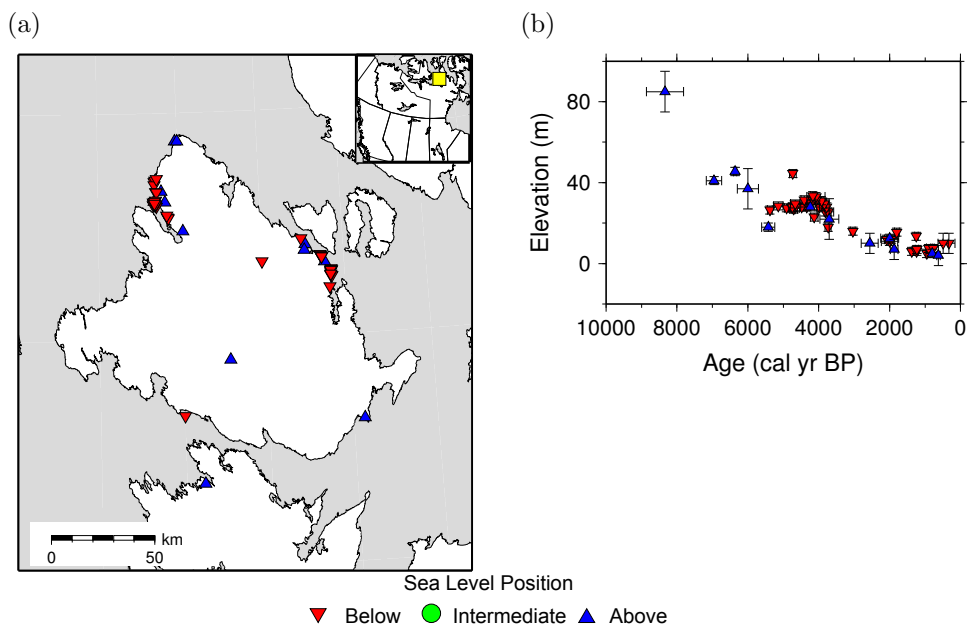 (a)
(b)
km
0 50
Sea Level Position
Below Intermediate Above
Elevation (m)
80
40
0
10000 8000 6000 4000 2000 0
Age (cal yr BP)